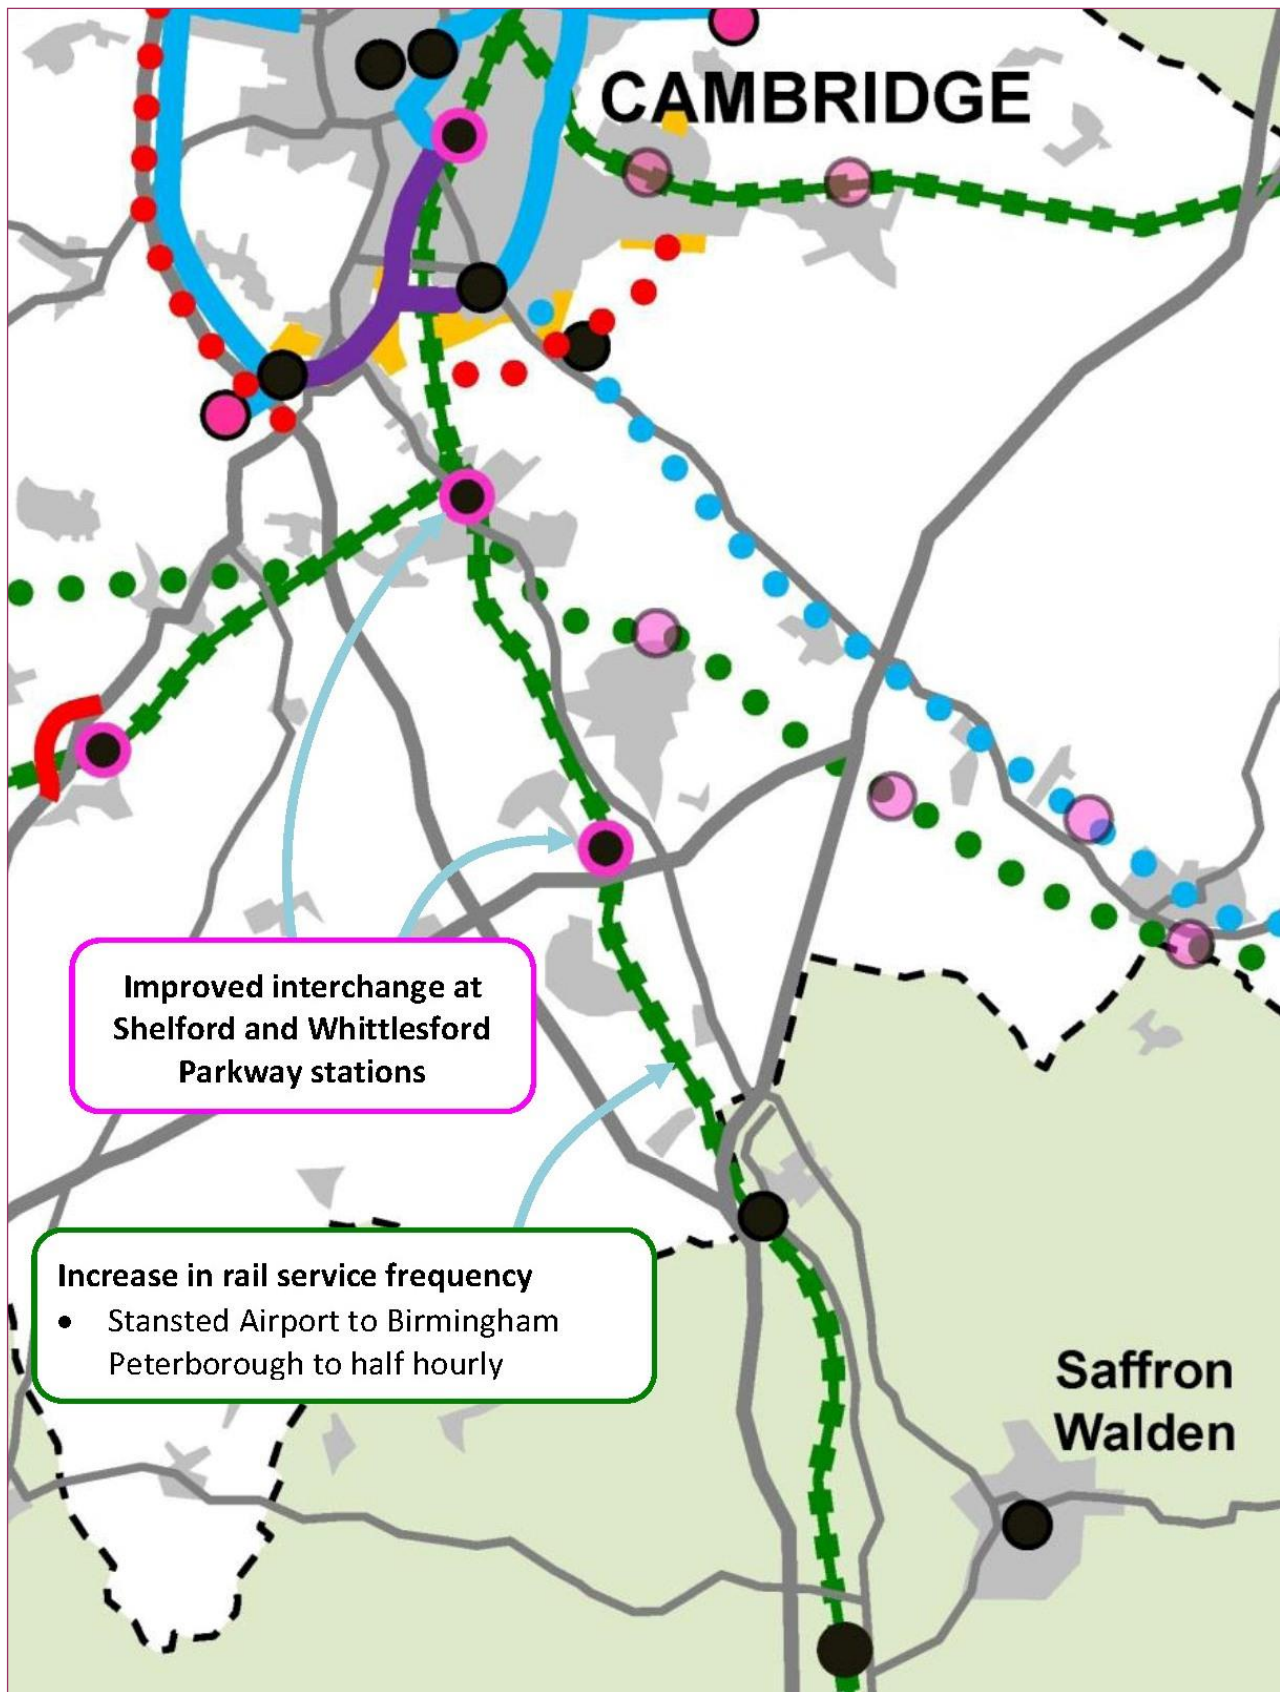 CAMBRIDGE
Improved interchange at
Shelford and Whittlesford
Parkway stations
Increase in rail service frequency
• Stansted Airport to Birmingham
Peterborough to half hourly
Saffron
Walden